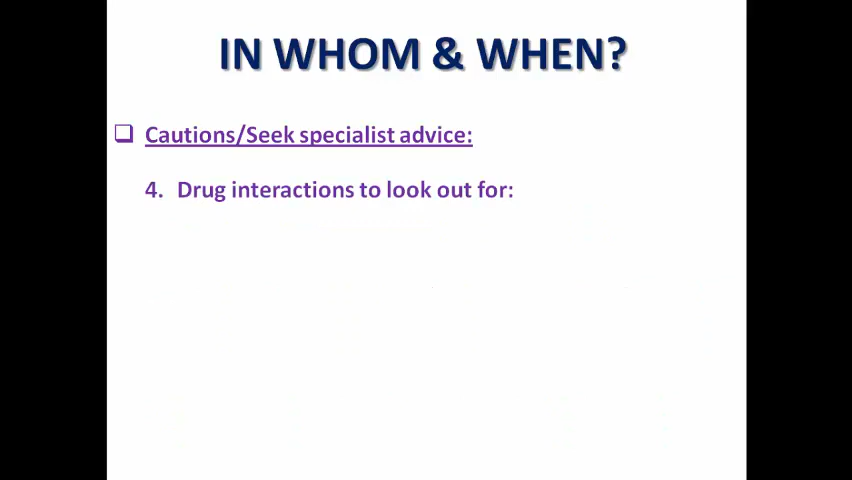 IN WHOM & WHEN?
Cautions/Seek specialist advice:
4. Drug interactions to look out for: